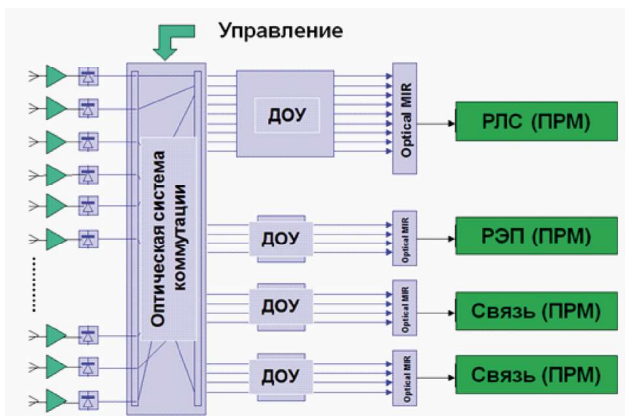 Управление
Оптическая система
коммутации
ДОУ
Optical MIR
РЛС (ПРМ)
ДОУ
Optical MIR
РЭП (ПРМ)
ДОУ
Optical MIR
Связь (ПРМ)
ДОУ
Optical MIR
Связь (ПРМ)